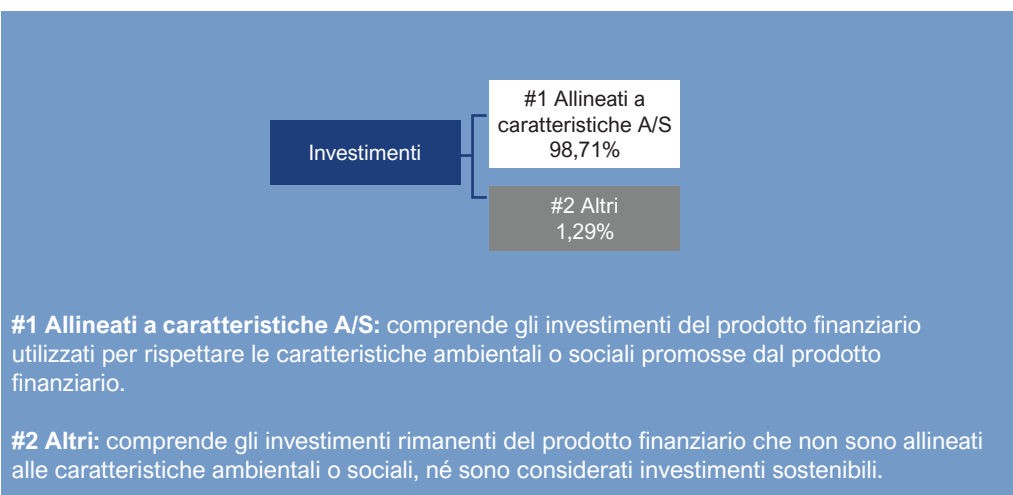 #1 Allineati a
caratteristiche A/S
98,71%
Investimenti
#2 Altri
1,29%
#1 Allineati a caratteristiche A/S: comprende gli investimenti del prodotto finanziario
utilizzati per rispettare le caratteristiche ambientali o sociali promosse dal prodotto
finanziario.
#2 Altri: comprende gli investimenti rimanenti del prodotto finanziario che non sono allineati
alle caratteristiche ambientali o sociali, né sono considerati investimenti sostenibili.